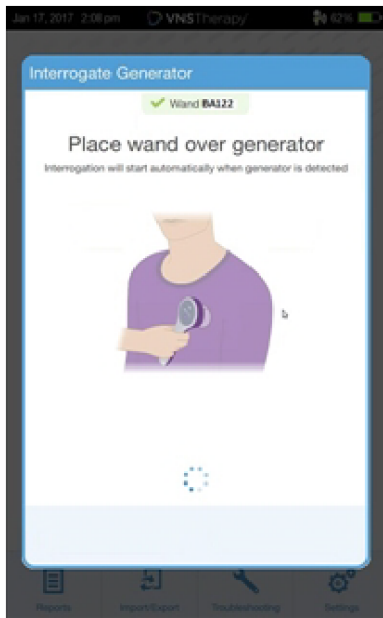 Jan 17, 2017 2:08 pm VNSTherapy 62%
Interrogate Generator
Wand BA122
Place wand over generator
Interrogation will start automatically when generator is detected
Reports Import/Export Troubleshooting Settings